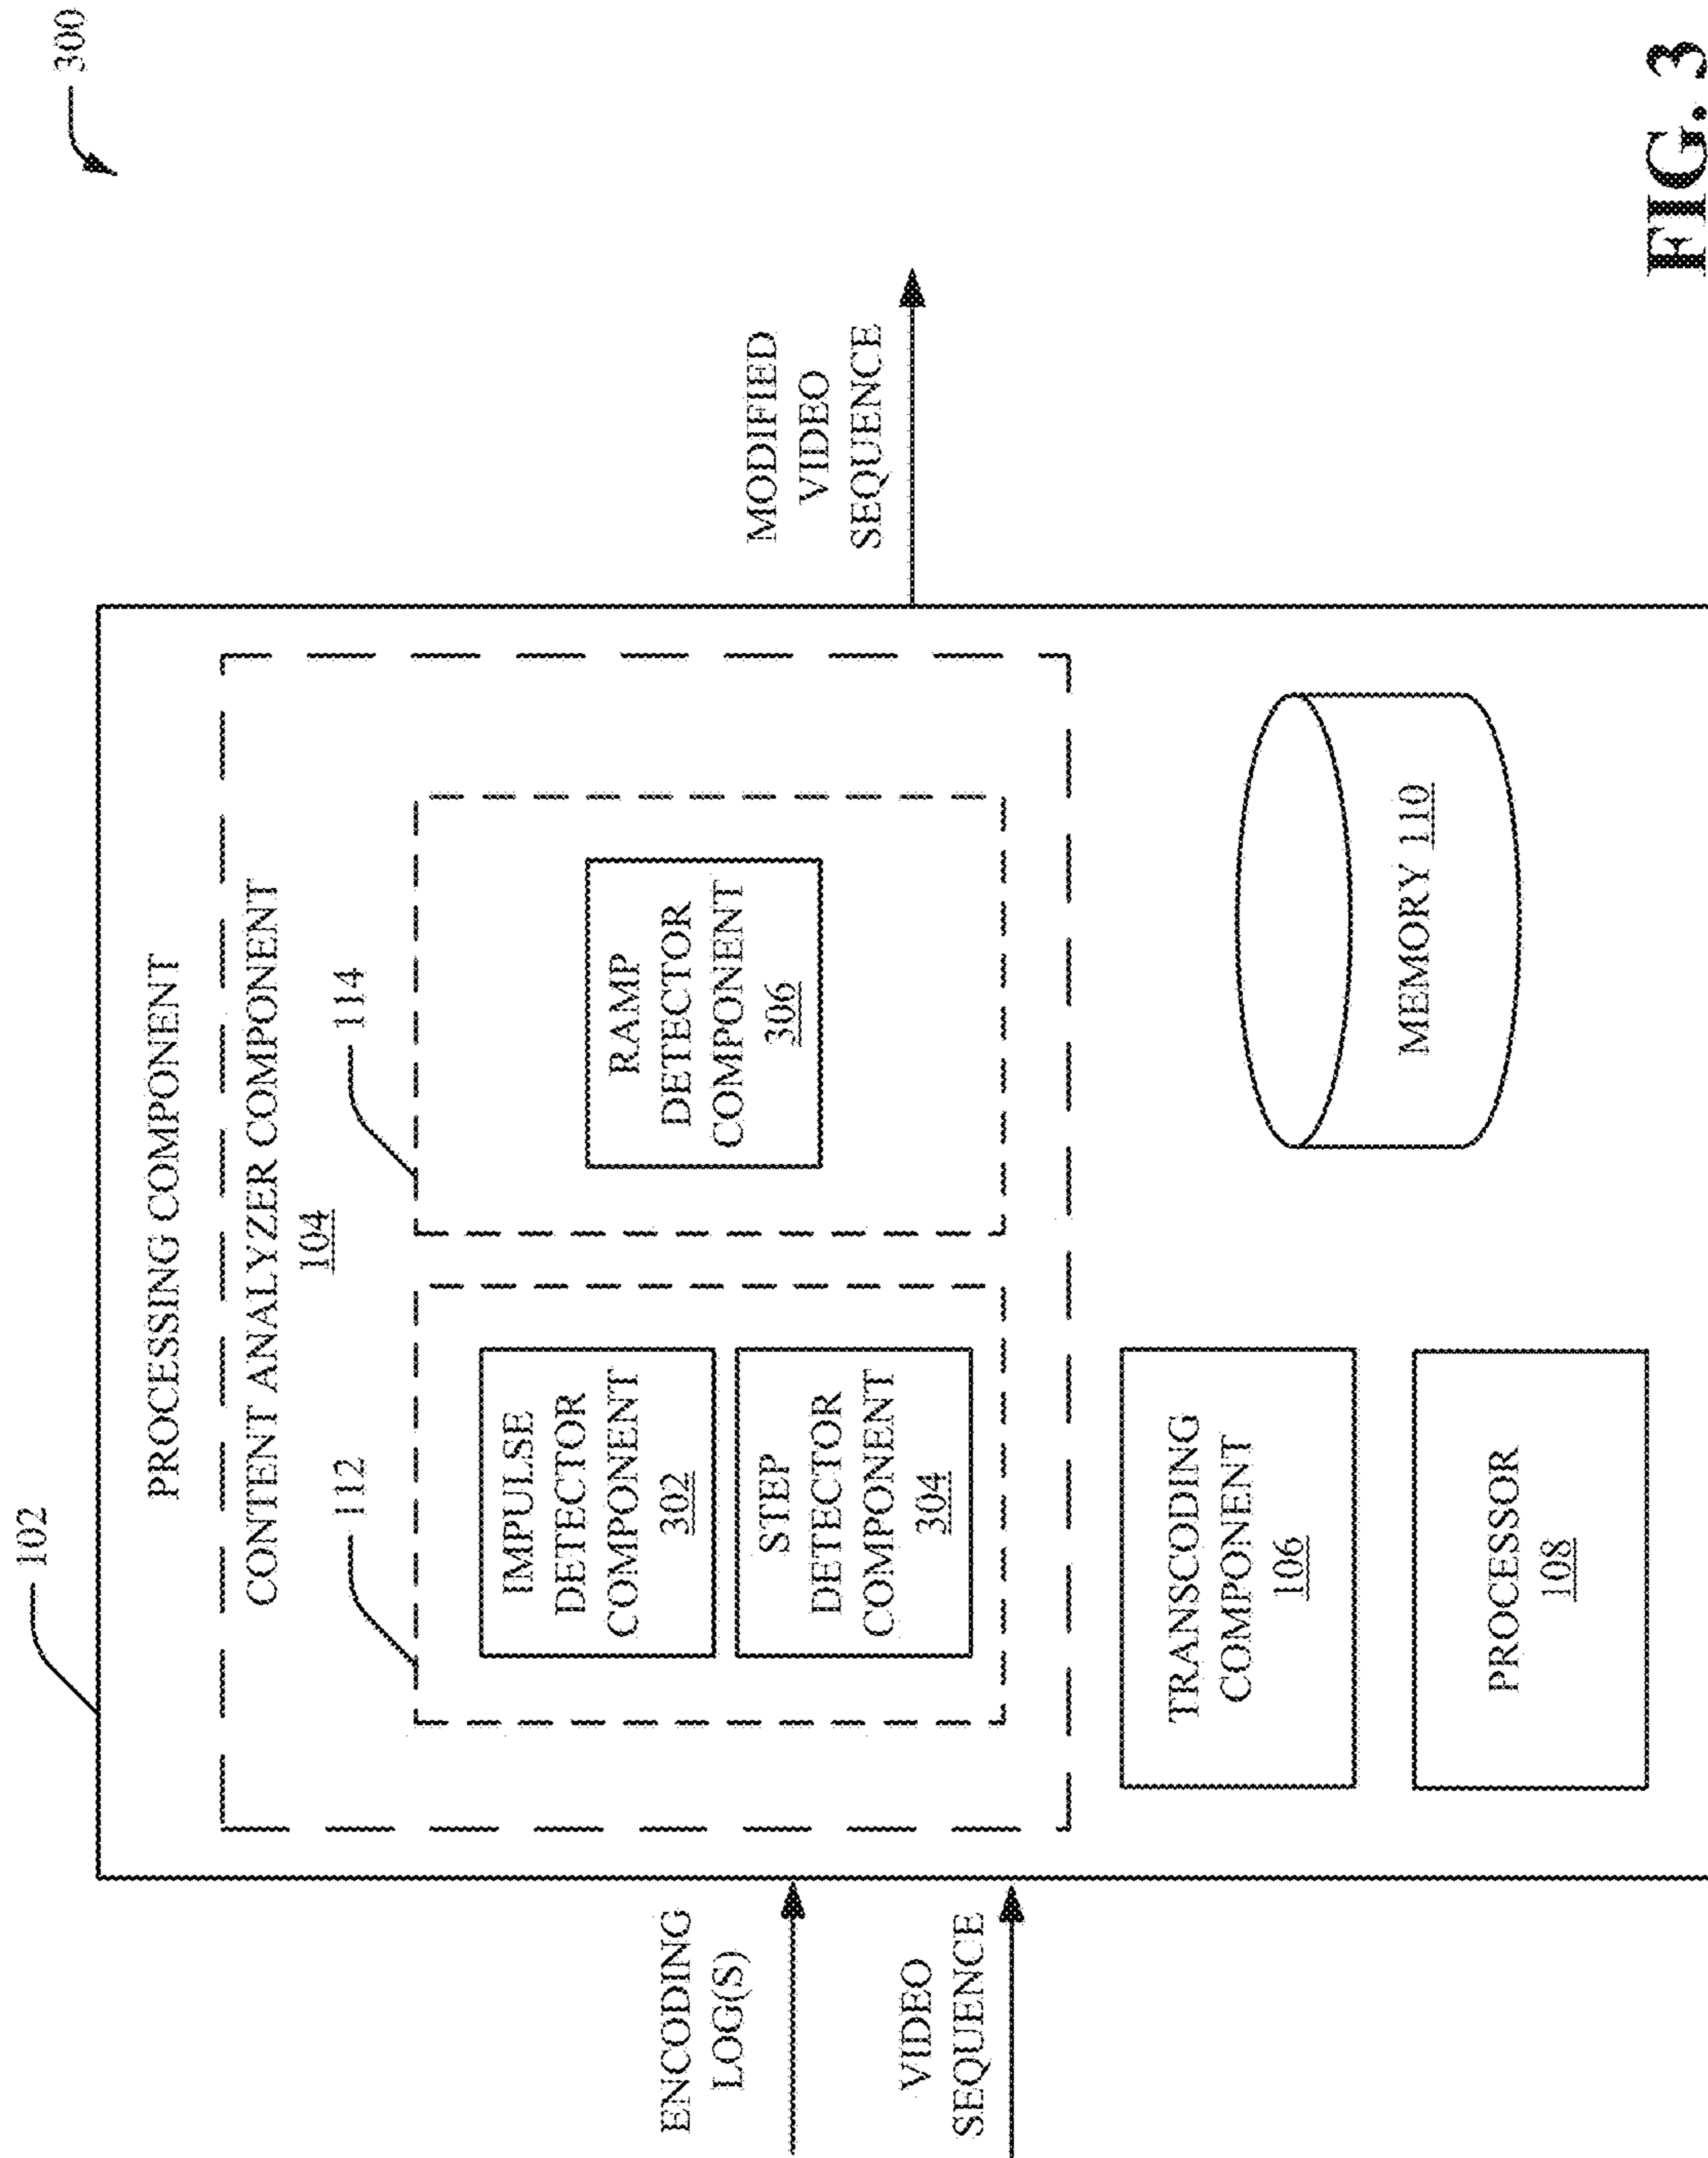 300
102
PROCESSING COMPONENT
CONTENT ANALYZER COMPONENT
104
112
114
IMPULSE
DETECTOR
COMPONENT
302
STEP
DETECTOR
COMPONENT
304
RAMP
DETECTOR
COMPONENT
306
ENCODING
LOG(S)
VIDEO
SEQUENCE
MODIFIED
VIDEO
SEQUENCE
TRANSCODING
COMPONENT
106
PROCESSOR
108
MEMORY 110
FIG. 3